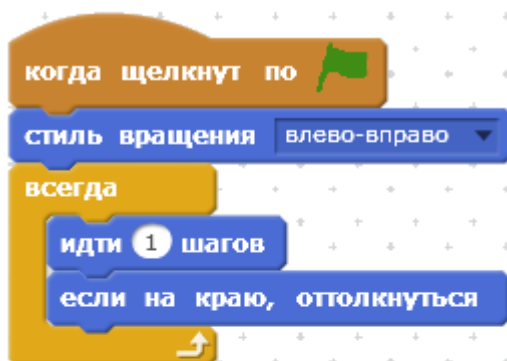 когда щелкнут по
стиль вращения влево-вправо
всегда
идти 1 шагов
если на краю, оттолкнуться